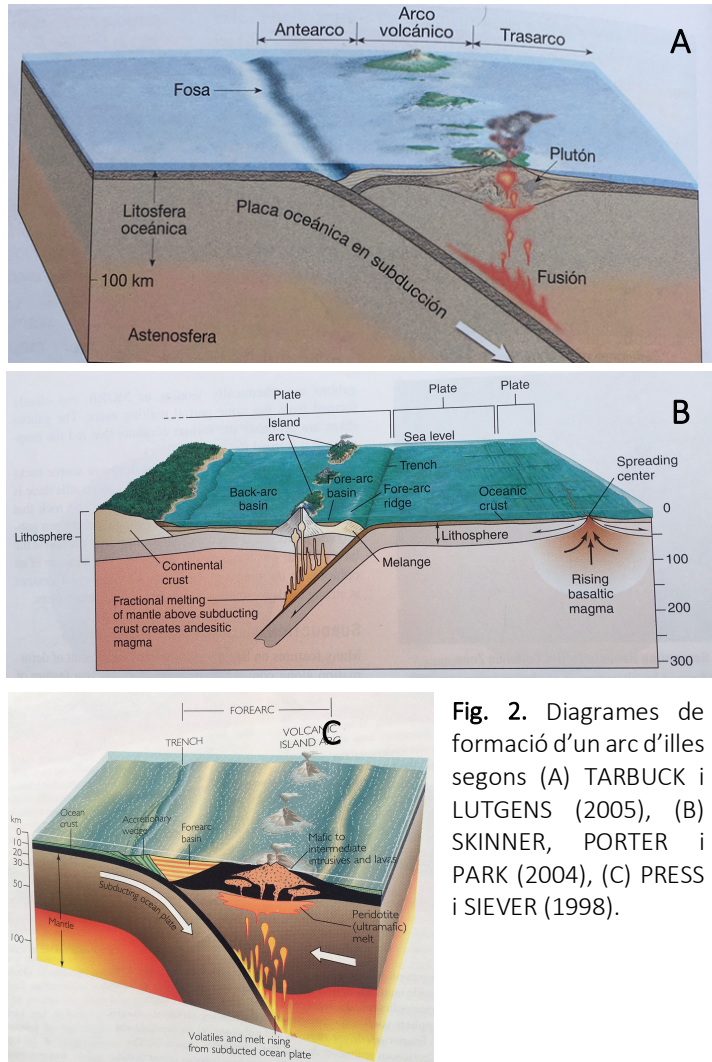 Antearco
Arco
volcánico
Trasarco
A
Fosa
Plutón
Litosfera
oceánica
Placa oceánica en subducción
100 km
Fusión
Astenosfera
B
Plate
Plate
Plate
Island
arc
Sea level
Trench
Spreading
center
Back-arc
basin
Fore-arc
basin
Fore-arc
ridge
Oceanic
crust
0
Lithosphere
Lithosphere
Continental
crust
Melange
100
Fractional melting
of mantle above subducting
crust creates andesitic
magma
Rising
basaltic
magma
200
300
FOREARC
C
TRENCH
VOLCANIC
ISLAND ARC
km
0
10
20
30
50
100
Ocean
crust
Accretionary
wedge
Forearc
basin
Mafic to
intermediate
intrusives and lavas
Subducting ocean plate
Mantle
Peridotite
(ultramafic)
melt
Volatiles and melt rising
from subducted ocean plate
Fig. 2. Diagrames de
formació d’un arc d’illes
segons (A) TARBUCK i
LUTGENS (2005), (B)
SKINNER, PORTER i
PARK (2004), (C) PRESS
i SIEVER (1998).